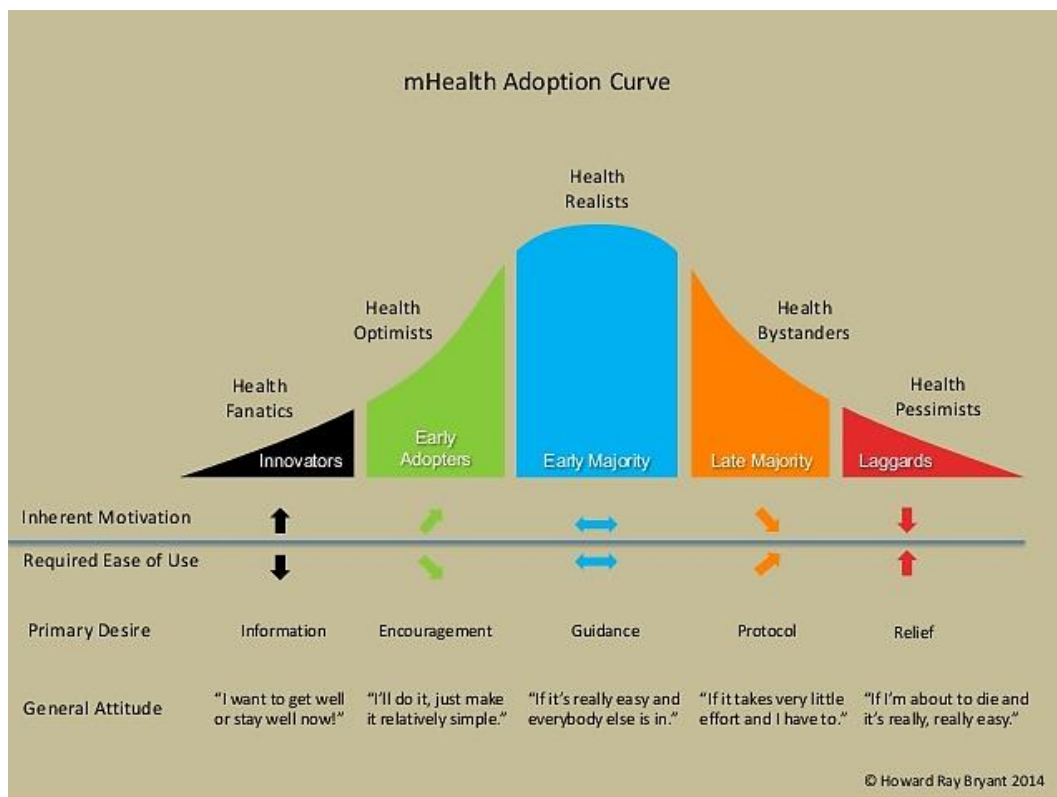 mHealth Adoption Curve
Health
Realists
Health
Optimists
Health
Bystanders
Health
Fanatics
Health
Pessimists
Innovators
Early
Adopters
Early Majority
Late Majority
Laggards
Inherent Motivation
Required Ease of Use
Primary Desire
Information
Encouragement
Guidance
Protocol
Relief
General Attitude
“I want to get well
or stay well now!”
“I’ll do it, just make
it relatively simple.”
“If it’s really easy and
everybody else is in.”
“If it takes very little
effort and I have to.”
“If I’m about to die and
it’s really, really easy.”
© Howard Ray Bryant 2014